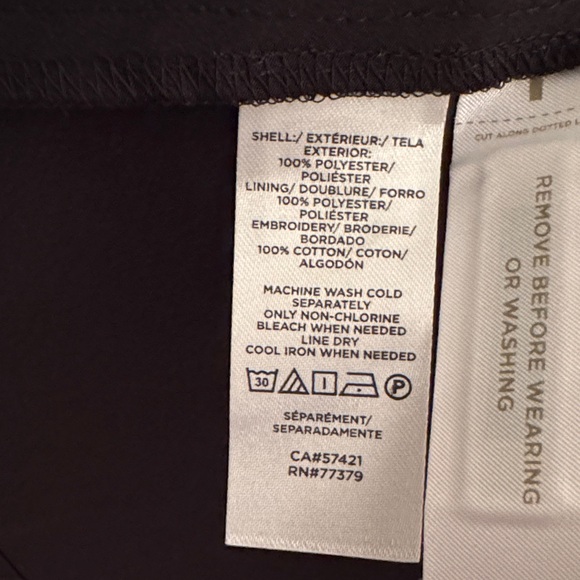 SHELL:/ EXTÉRIEUR:/ TELA
EXTERIOR:
100% POLYESTER/
POLIÉSTER
LINING/ DOUBLURE/ FORRO
100% POLYESTER/
POLIÉSTER
EMBROIDERY/ BRODERIE/
BORDADO
100% COTTON/ COTON/
ALGODÓN
MACHINE WASH COLD
SEPARATELY
ONLY NON-CHLORINE
BLEACH WHEN NEEDED
LINE DRY
COOL IRON WHEN NEEDED
30 P
SÉPARÉMENT/
SEPARADAMENTE
CA#57421
RN#77379
CUT ALONG DOTTED
REMOVE BEFORE WEARING
OR WASHING